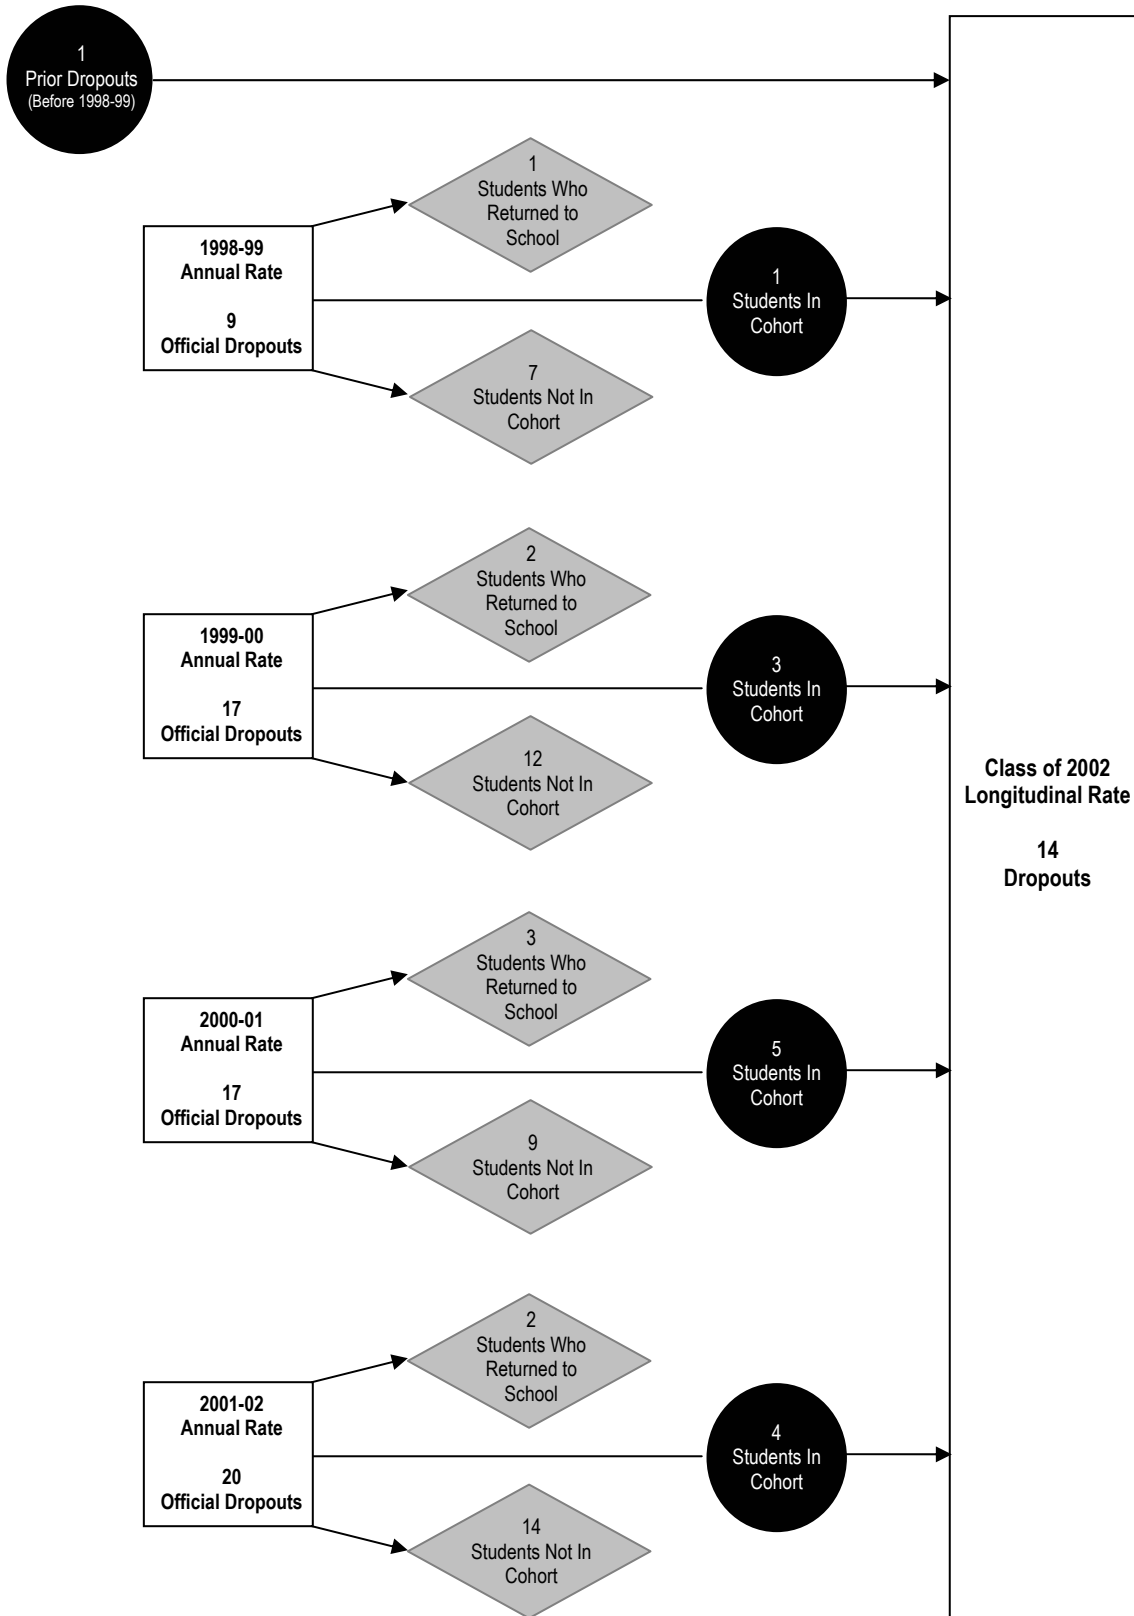 1
Prior Dropouts
(Before 1998-99)
1
Students Who
Returned to
School
1998-99
Annual Rate
9
Official Dropouts
1
Students In
Cohort
7
Students Not In
Cohort
2
Students Who
Returned to
School
1999-00
Annual Rate
17
Official Dropouts
3
Students In
Cohort
12
Students Not In
Cohort
Class of 2002
Longitudinal Rate
14
Dropouts
3
Students Who
Returned to
School
2000-01
Annual Rate
17
Official Dropouts
5
Students In
Cohort
9
Students Not In
Cohort
2
Students Who
Returned to
School
2001-02
Annual Rate
20
Official Dropouts
4
Students In
Cohort
14
Students Not In
Cohort